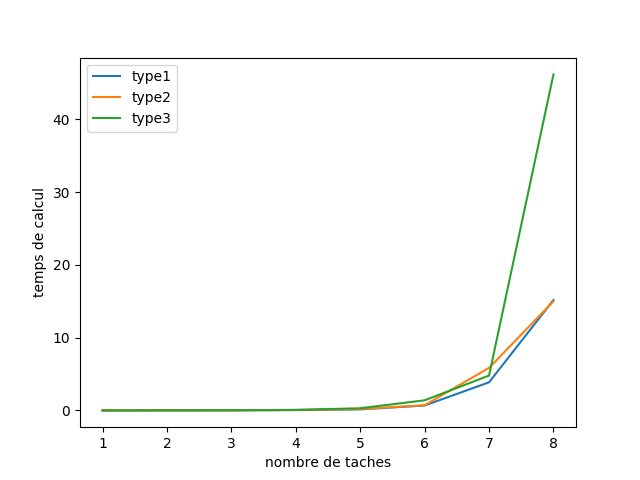 type1
type2
type3
40
30
20
10
0
temps de calcul
1 2 3 4 5 6 7 8
nombre de taches